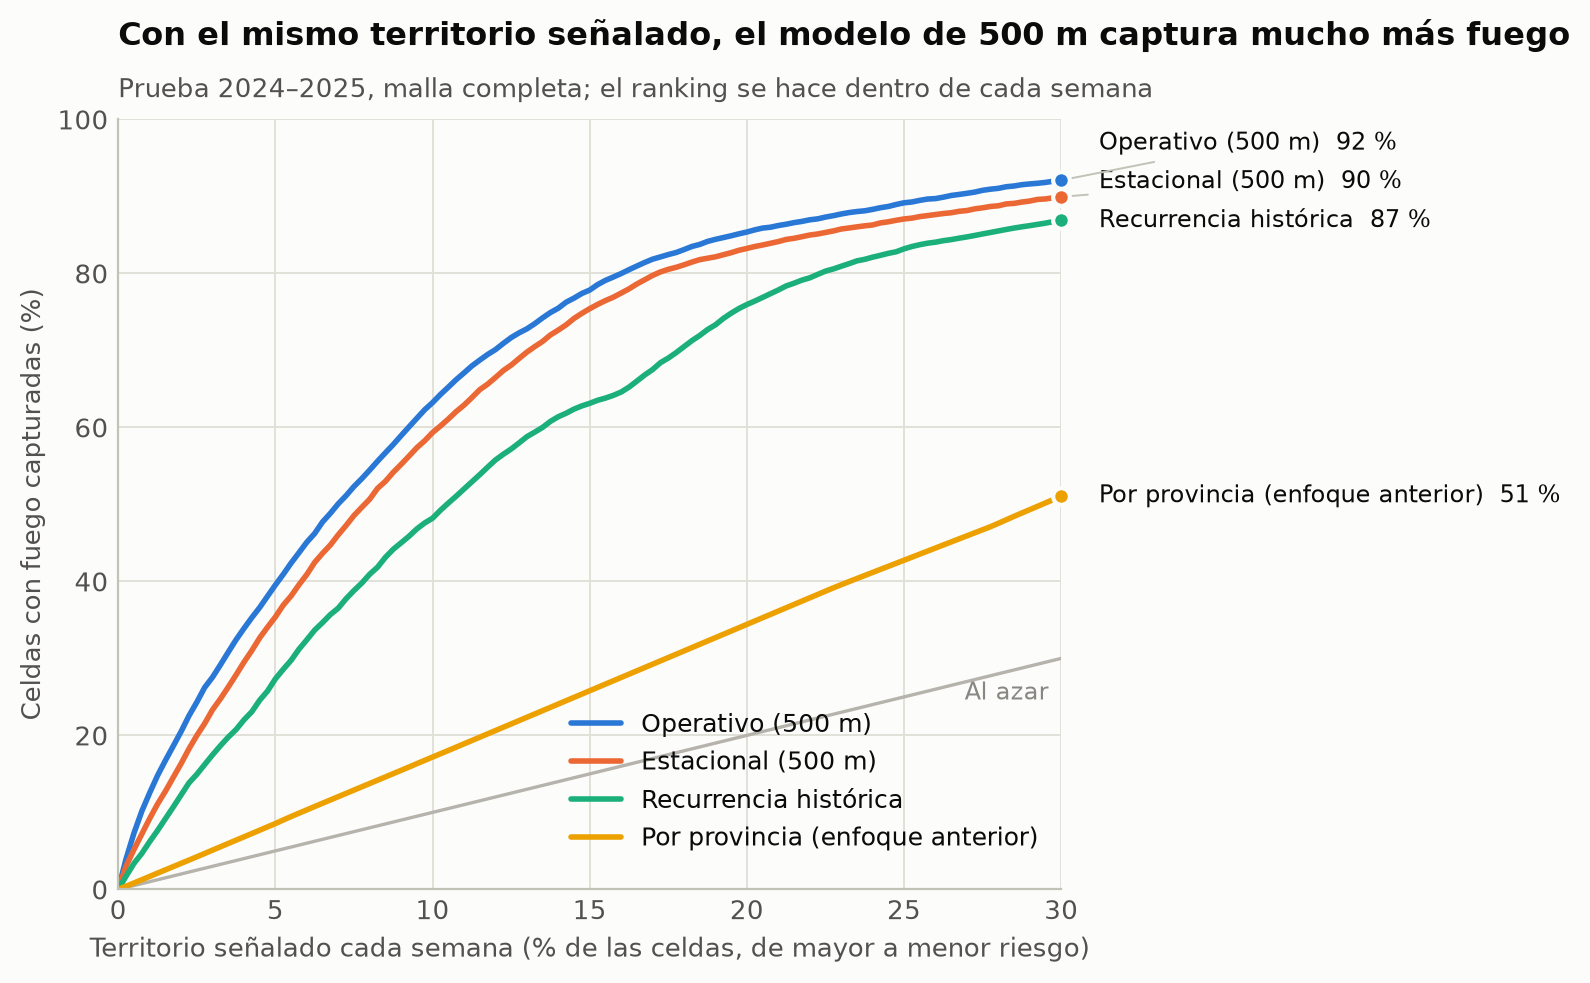 Con el mismo territorio señalado, el modelo de 500 m captura mucho más fuego
Prueba 2024–2025, malla completa; el ranking se hace dentro de cada semana
Celdas con fuego capturadas (%)
100
80
60
40
20
0
Operativo (500 m) 92 %
Estacional (500 m) 90 %
Recurrencia histórica 87 %
Por provincia (enfoque anterior) 51 %
Al azar
Operativo (500 m)
Estacional (500 m)
Recurrencia histórica
Por provincia (enfoque anterior)
0 5 10 15 20 25 30
Territorio señalado cada semana (% de las celdas, de mayor a menor riesgo)